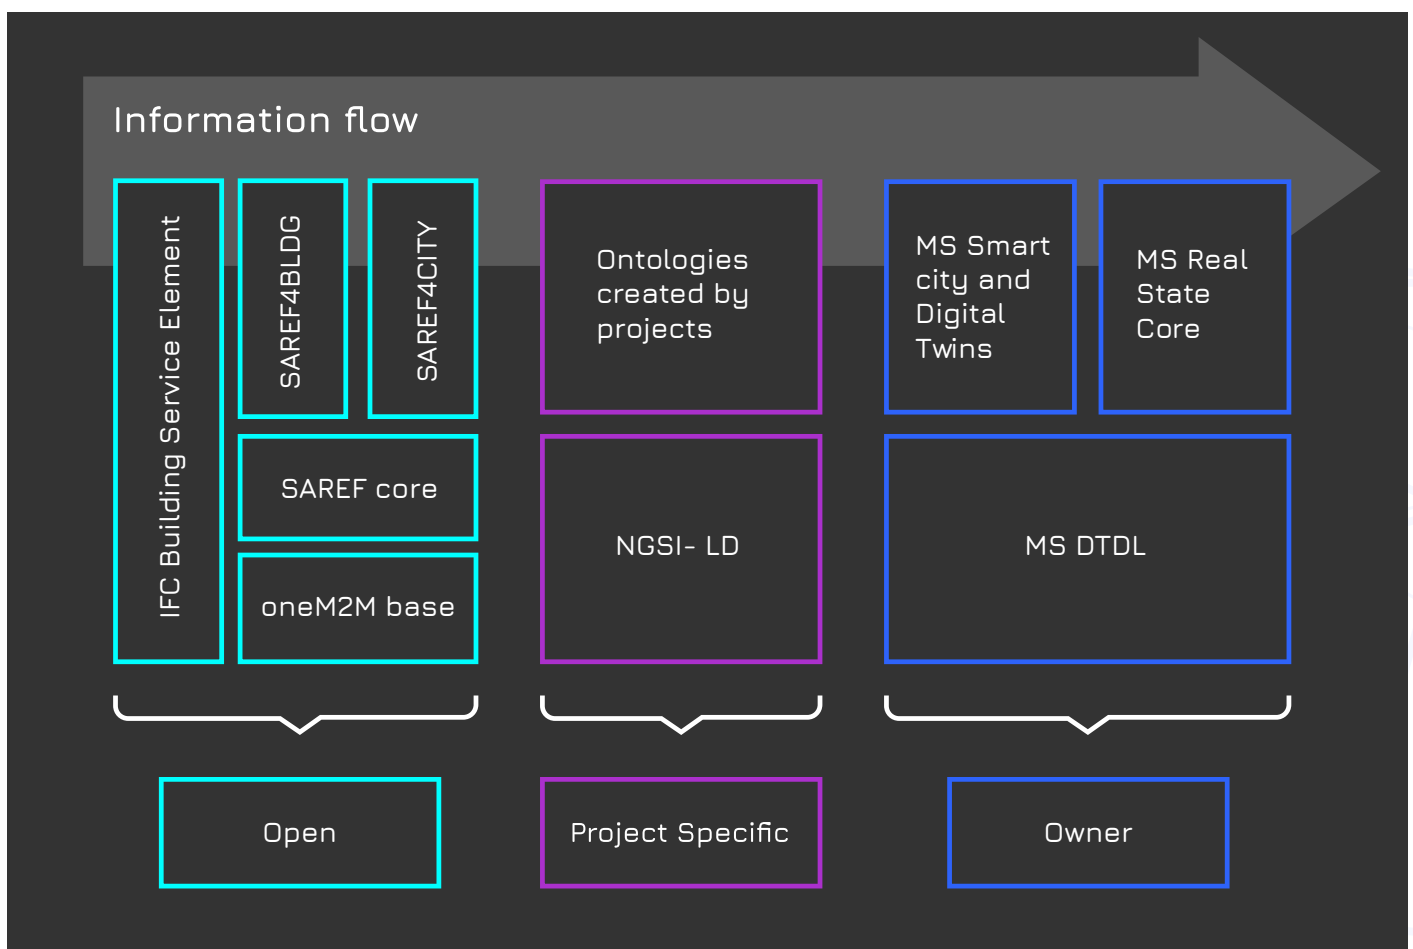 Information flow
IFC Building Service Element
SAREF4BLDG
SAREF4CITY
SAREF core
oneM2M base
Ontologies
created by
projects
NGSI- LD
MS Smart
city and
Digital
Twins
MS Real
State
Core
MS DTDL
Open
Project Specific
Owner